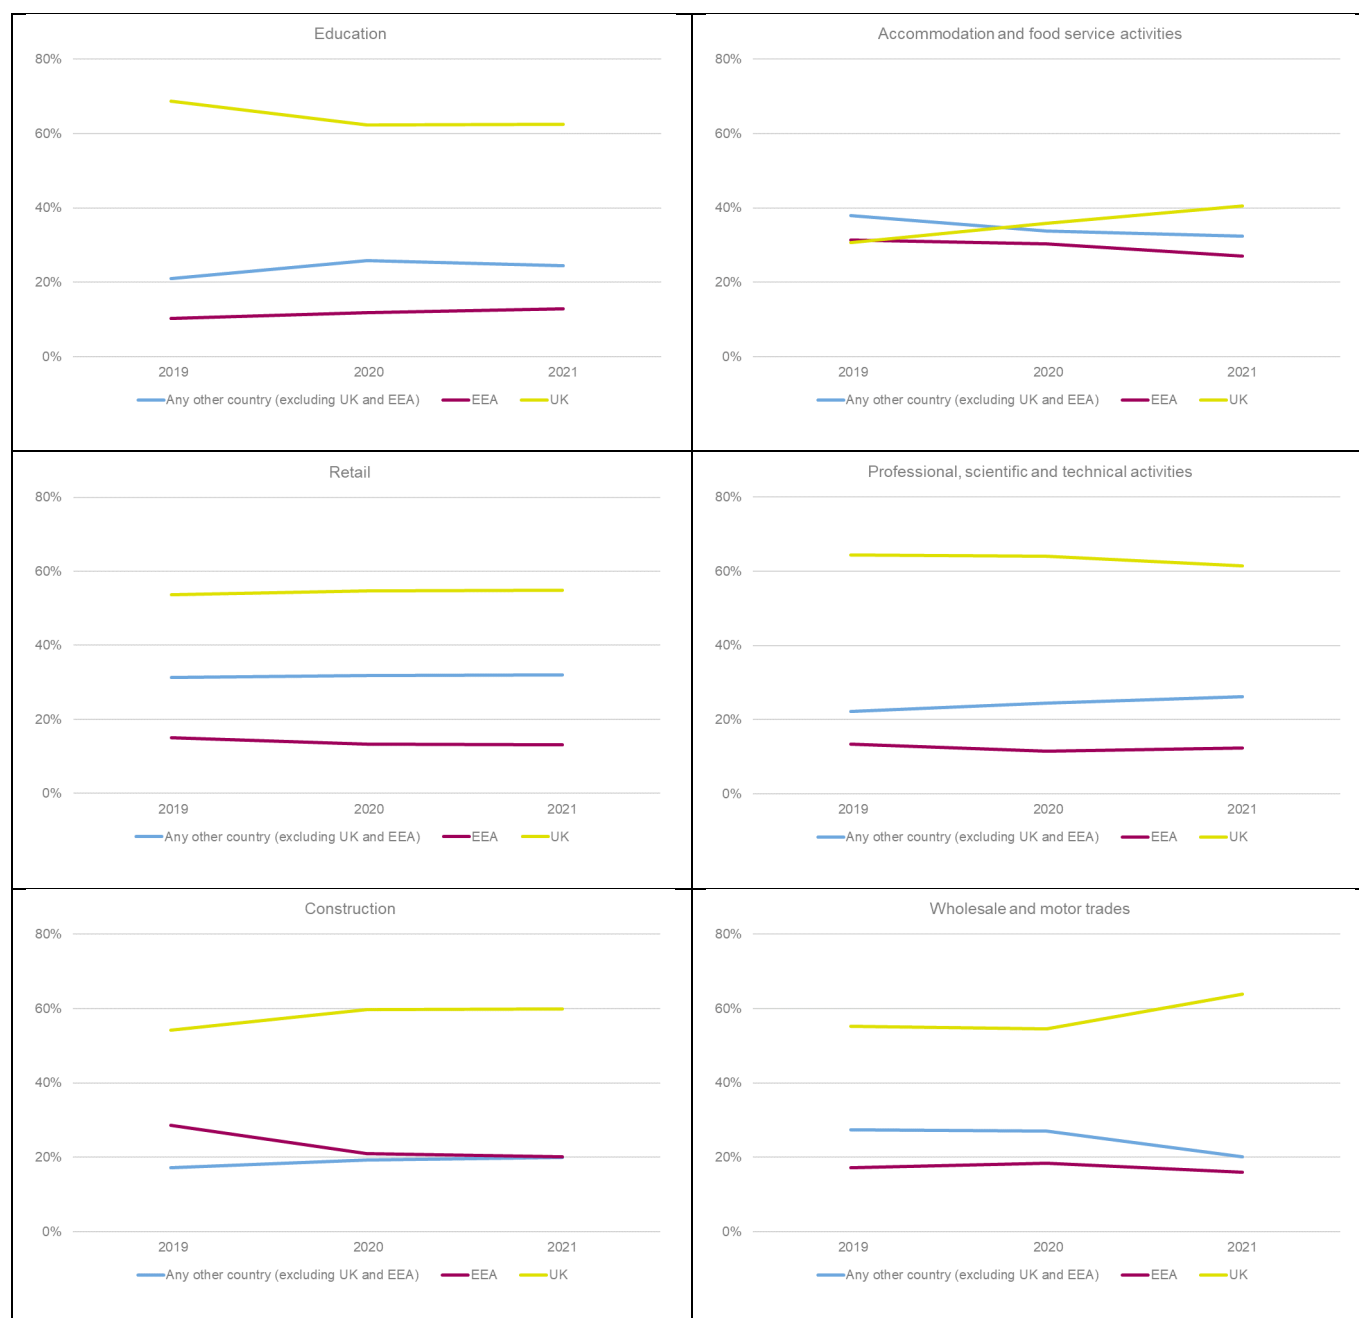 Education
80%
60%
40%
20%
0%
2019 2020 2021
Any other country (excluding UK and EEA) EEA UK
Accommodation and food service activities
80%
60%
40%
20%
0%
2019 2020 2021
Any other country (excluding UK and EEA) EEA UK
Retail
80%
60%
40%
20%
0%
2019 2020 2021
Any other country (excluding UK and EEA) EEA UK
Professional, scientific and technical activities
80%
60%
40%
20%
0%
2019 2020 2021
Any other country (excluding UK and EEA) EEA UK
Construction
80%
60%
40%
20%
0%
2019 2020 2021
Any other country (excluding UK and EEA) EEA UK
Wholesale and motor trades
80%
60%
40%
20%
0%
2019 2020 2021
Any other country (excluding UK and EEA) EEA UK